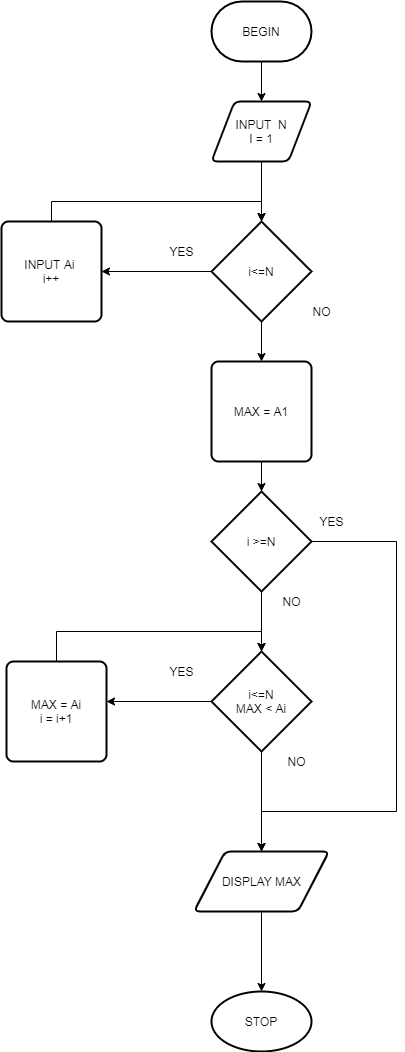 BEGIN
INPUT N
I = 1
YES
INPUT Ai
i++
i<=N
NO
MAX = A1
YES
i >=N
NO
YES
MAX = Ai
i = i+1
i<=N
MAX < Ai
NO
DISPLAY MAX
STOP